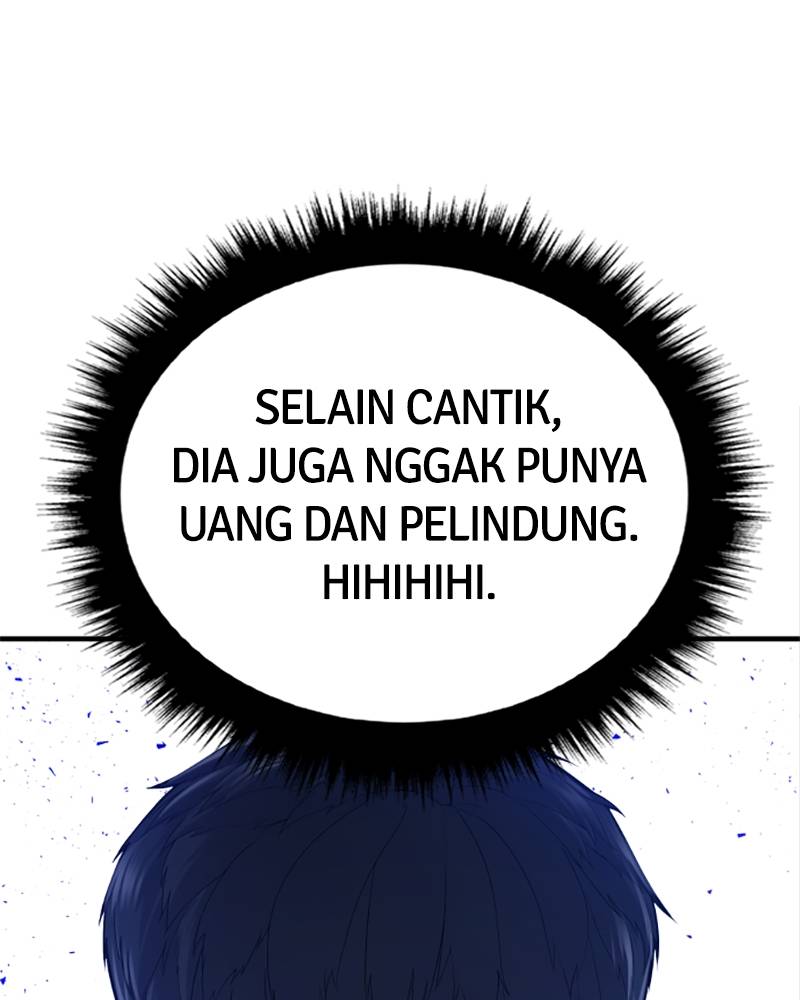 SELAIN CANTIK,
DIA JUGA NGGAK PUNYA
UANG DAN PELINDUNG.
HIHIHIHI.